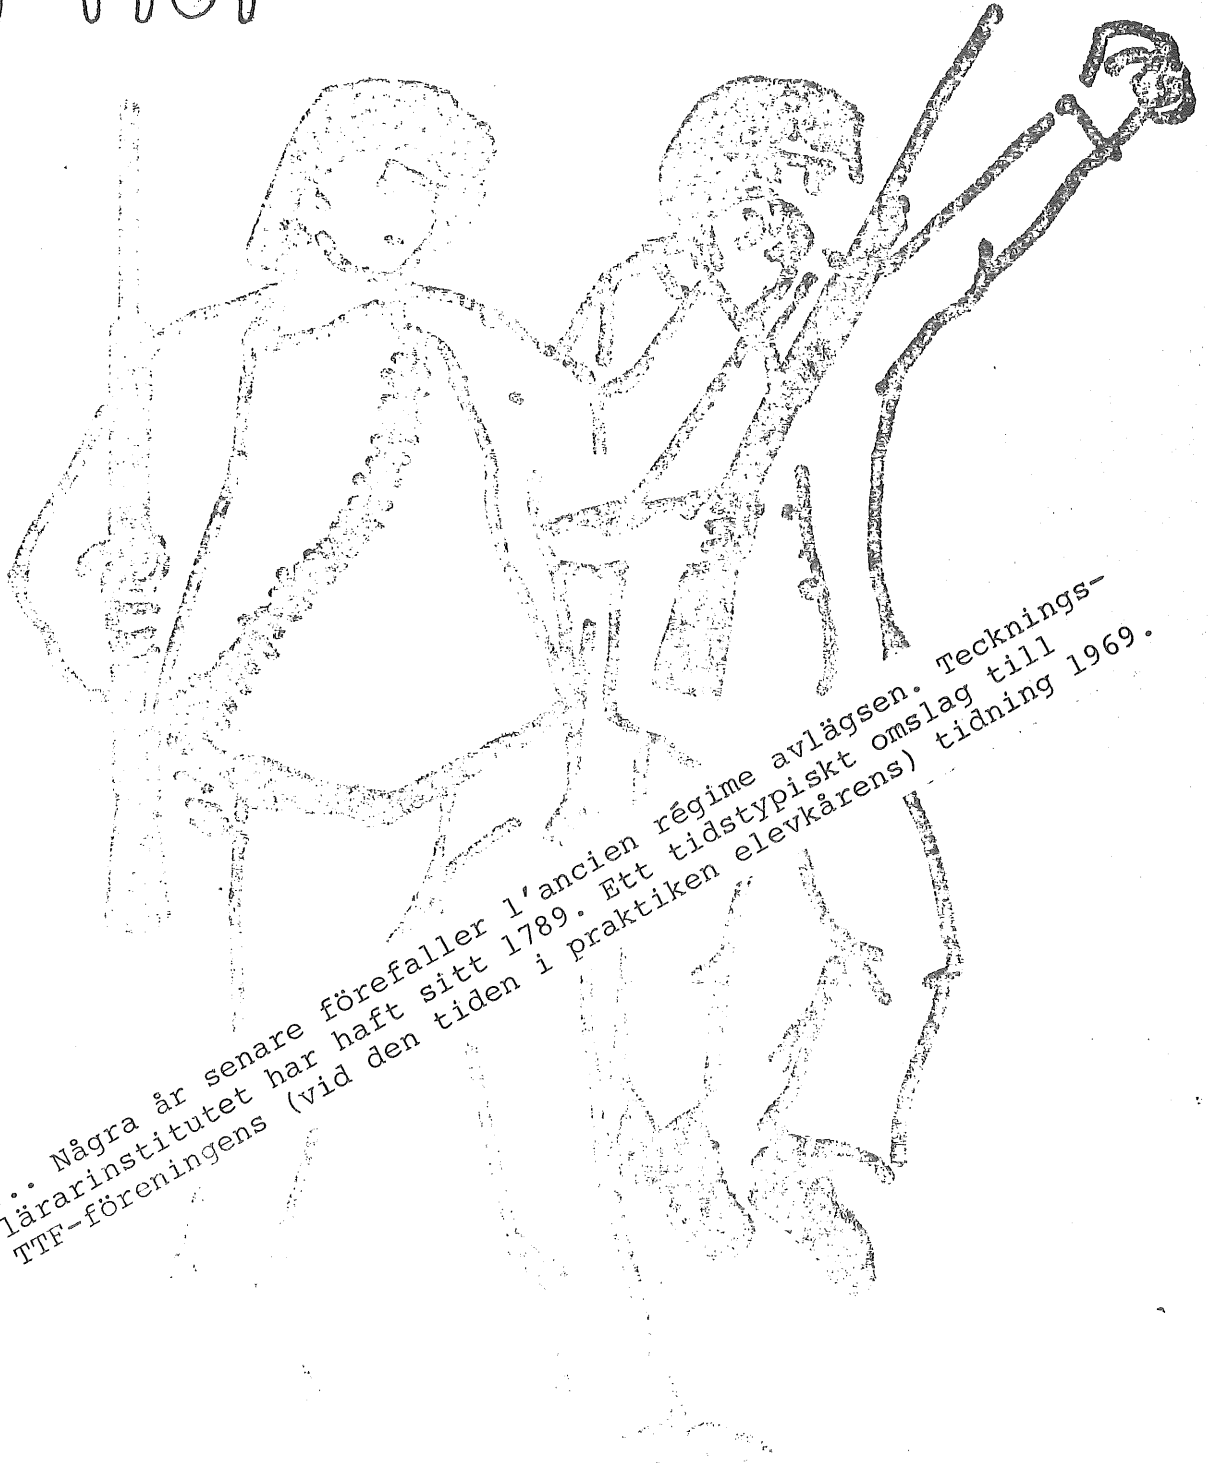 ... Några år senare förefaller l'ancien régime avlägsen. Tecknings-
lärarinstitutet har haft sitt 1789. Ett tidstypiskt omslag till
TTF-föreningens (vid den tiden i praktiken elevkårens) tidning 1969.